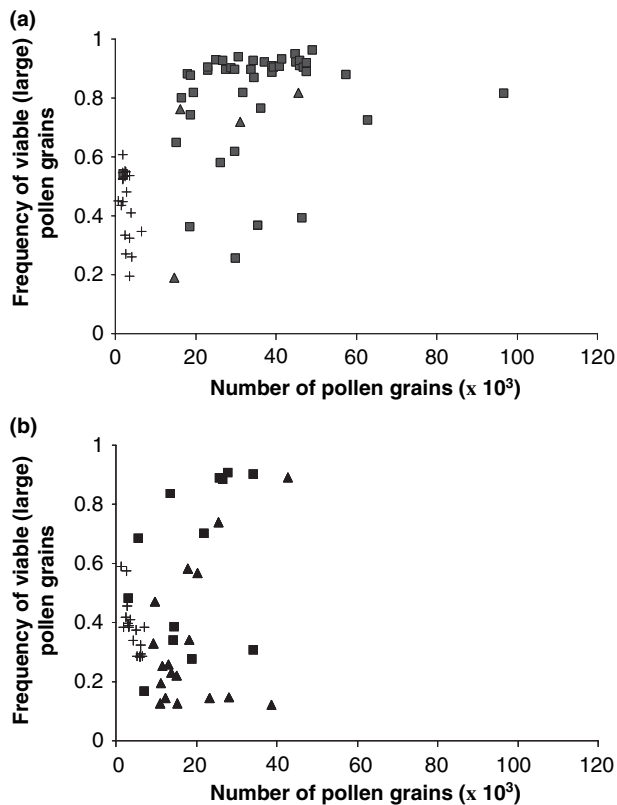 (a)
1
0.8
0.6
0.4
0.2
0
Frequency of viable (large)
pollen grains
0 20 40 60 80 100 120
Number of pollen grains (x 10³)
(b)
1
0.8
0.6
0.4
0.2
0
Frequency of viable (large)
pollen grains
0 20 40 60 80 100 120
Number of pollen grains (x 10³)